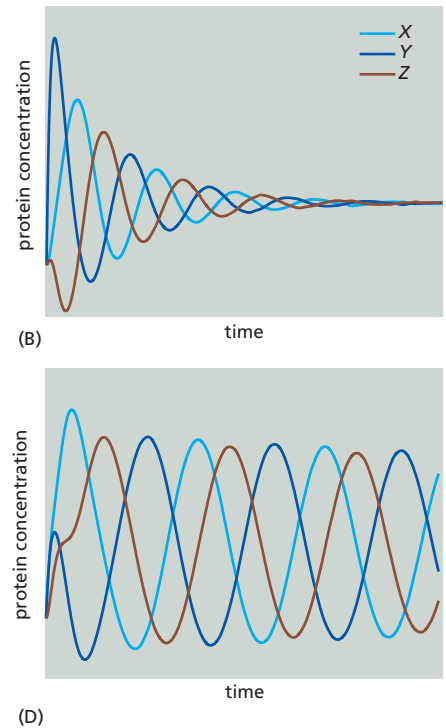 X
Y
Z
protein concentration
time
(B)
protein concentration
time
(D)